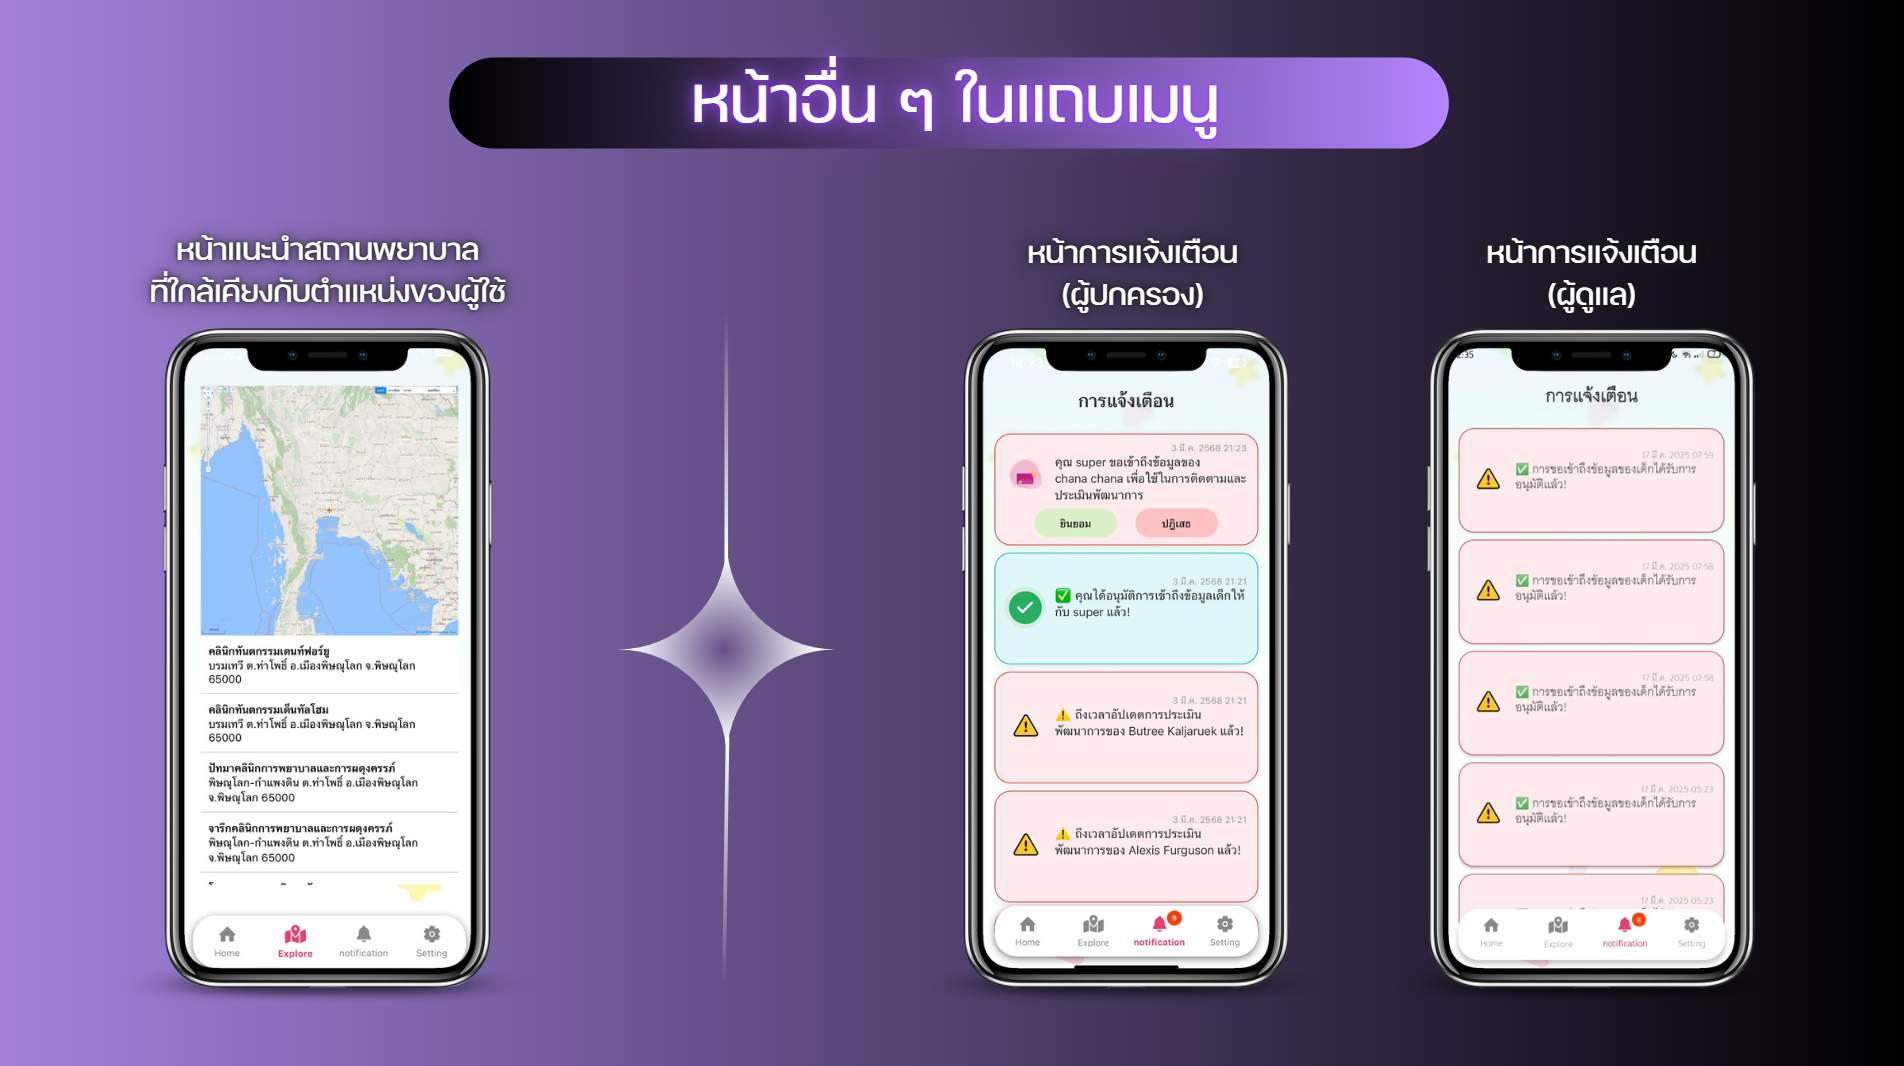 หน้าอื่น ๆ ในแถบเมนู
หน้าแนะนำสถานพยาบาล
ที่ใกล้เคียงกับตำแหน่งของผู้ใช้
คลินิกทันตกรรมเดนท์ฟอร์ยู
บรมเทวี ต.ท่าโพธิ์ อ.เมืองพิษณุโลก จ.พิษณุโลก
65000
คลินิกทันตกรรมเด็นทัลโฮม
บรมเทวี ต.ท่าโพธิ์ อ.เมืองพิษณุโลก จ.พิษณุโลก
65000
ปัทมาคลินิกการพยาบาลและการผดุงครรภ์
พิษณุโลก-กำแพงดิน ต.ท่าโพธิ์ อ.เมืองพิษณุโลก
จ.พิษณุโลก 65000
จารึกคลินิกการพยาบาลและการผดุงครรภ์
พิษณุโลก-กำแพงดิน ต.ท่าโพธิ์ อ.เมืองพิษณุโลก
จ.พิษณุโลก 65000
Home Explore notification Setting
หน้าการแจ้งเตือน
(ผู้ปกครอง)
การแจ้งเตือน
3 มี.ค. 2568 21:23
คุณ super ขอเข้าถึงข้อมูลของ
chana chana เพื่อใช้ในการติดตามและ
ประเมินพัฒนาการ
ยินยอม ปฏิเสธ
3 มี.ค. 2568 21:21
✅ คุณได้อนุมัติการเข้าถึงข้อมูลเด็กให้
กับ super แล้ว!
3 มี.ค. 2568 21:21
⚠️ ถึงเวลาอัปเดตการประเมิน
พัฒนาการของ Butree Kaljaruek แล้ว!
3 มี.ค. 2568 21:21
⚠️ ถึงเวลาอัปเดตการประเมิน
พัฒนาการของ Alexis Furguson แล้ว!
9
Home Explore notification Setting
หน้าการแจ้งเตือน
(ผู้ดูแล)
:35
การแจ้งเตือน
17 มี.ค. 2025 07:59
✅ การขอเข้าถึงข้อมูลของเด็กได้รับการ
อนุมัติแล้ว!
17 มี.ค. 2025 07:58
✅ การขอเข้าถึงข้อมูลของเด็กได้รับการ
อนุมัติแล้ว!
17 มี.ค. 2025 07:58
✅ การขอเข้าถึงข้อมูลของเด็กได้รับการ
อนุมัติแล้ว!
17 มี.ค. 2025 05:23
✅ การขอเข้าถึงข้อมูลของเด็กได้รับการ
อนุมัติแล้ว!
17 มี.ค. 2025 05:23
8
Home Explore notification Setting